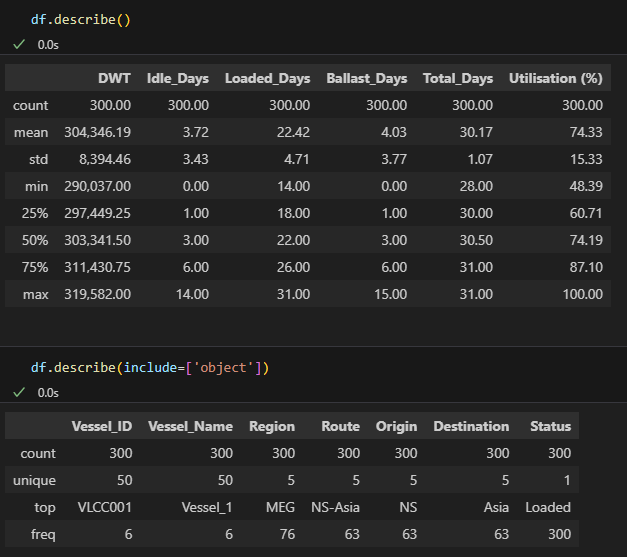 df.describe()
0.0s
DWT Idle_Days Loaded_Days Ballast_Days Total_Days Utilisation (%)
count 300.00 300.00 300.00 300.00 300.00 300.00
mean 304,346.19 3.72 22.42 4.03 30.17 74.33
std 8,394.46 3.43 4.71 3.77 1.07 15.33
min 290,037.00 0.00 14.00 0.00 28.00 48.39
25% 297,449.25 1.00 18.00 1.00 30.00 60.71
50% 303,341.50 3.00 22.00 3.00 30.50 74.19
75% 311,430.75 6.00 26.00 6.00 31.00 87.10
max 319,582.00 14.00 31.00 15.00 31.00 100.00
df.describe(include=['object'])
0.0s
Vessel_ID Vessel_Name Region Route Origin Destination Status
count 300 300 300 300 300 300 300
unique 50 50 5 5 5 5 1
top VLCC001 Vessel_1 MEG NS-Asia NS Asia Loaded
freq 6 6 76 63 63 63 300